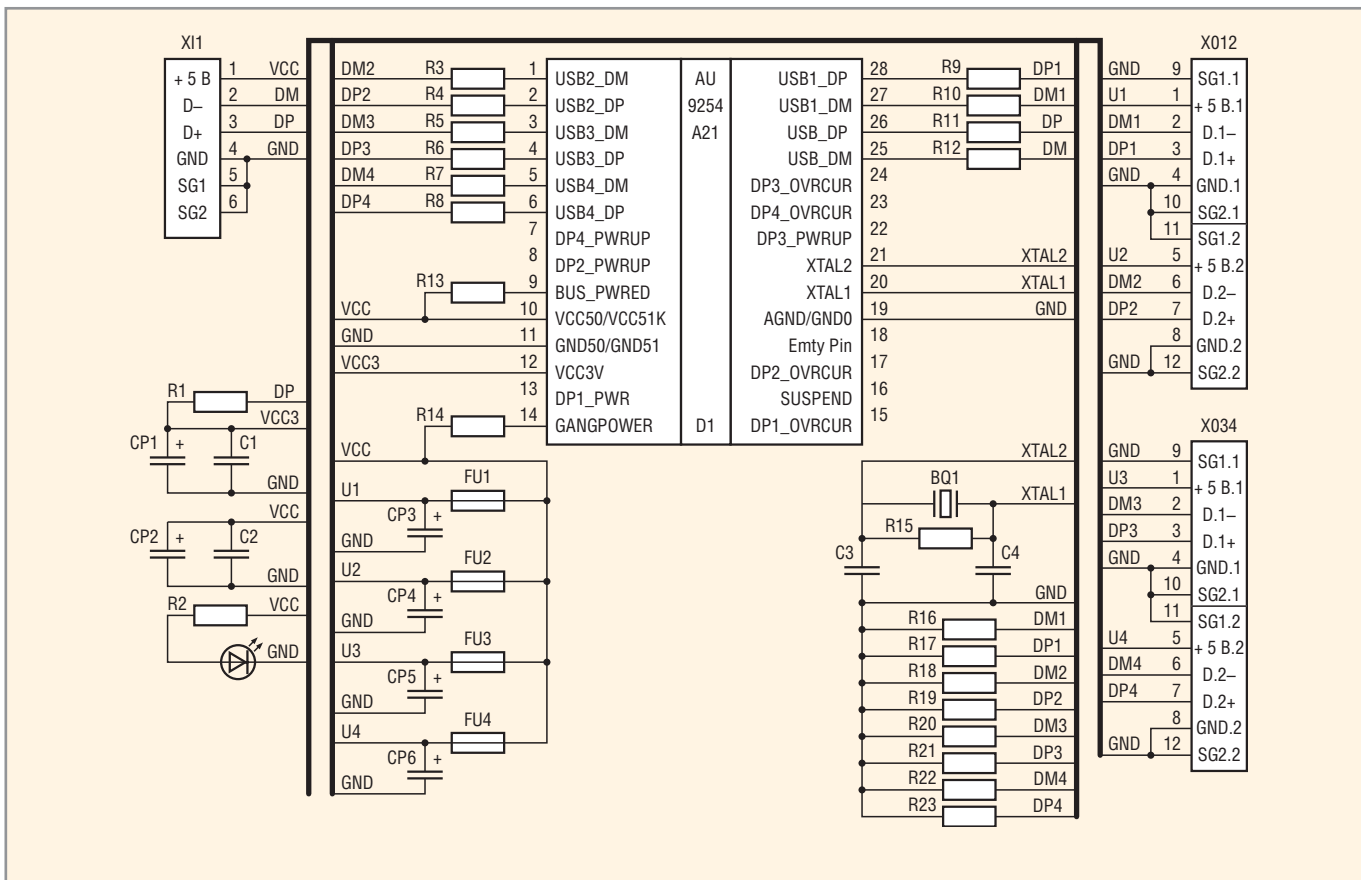 XI1
+ 5 В 1 VCC
D– 2 DM
D+ 3 DP
GND 4 GND
SG1 5
SG2 6
DM2 R3 1 USB2_DM
DP2 R4 2 USB2_DP
DM3 R5 3 USB3_DM
DP3 R6 4 USB3_DP
DM4 R7 5 USB4_DM
DP4 R8 6 USB4_DP
7 DP4_PWRUP
8 DP2_PWRUP
R13 9 BUS_PWRED
VCC 10 VCC50/VCC51K
GND 11 GND50/GND51
VCC3 12 VCC3V
13 DP1_PWR
R14 14 GANGPOWER
AU
9254
A21
D1
USB1_DP 28 R9 DP1
USB1_DM 27 R10 DM1
USB_DP 26 R11 DP
USB_DM 25 R12 DM
DP3_OVRCUR 24
DP4_OVRCUR 23
DP3_PWRUP 22
XTAL2 21 XTAL2
XTAL1 20 XTAL1
AGND/GND0 19 GND
Emty Pin 18
DP2_OVRCUR 17
SUSPEND 16
DP1_OVRCUR 15
X012
GND 9 SG1.1
U1 1 + 5 В.1
DM1 2 D.1–
DP1 3 D.1+
GND 4 GND.1
10 SG2.1
11 SG1.2
U2 5 + 5 В.2
DM2 6 D.2–
DP2 7 D.2+
8 GND.2
GND 12 SG2.2
R1 DP
VCC3
CP1 + C1
GND
VCC
CP2 + C2
GND
R2 VCC
GND
VCC
U1 FU1
CP3 +
GND
U2 FU2
CP4 +
GND
U3 FU3
CP5 +
GND
U4 FU4
CP6 +
GND
XTAL2
BQ1 XTAL1
R15
C3 C4
GND
R16 DM1
R17 DP1
R18 DM2
R19 DP2
R20 DM3
R21 DP3
R22 DM4
R23 DP4
X034
GND 9 SG1.1
U3 1 + 5 В.1
DM3 2 D.1–
DP3 3 D.1+
GND 4 GND.1
10 SG2.1
11 SG1.2
U4 5 + 5 В.2
DM4 6 D.2–
DP4 7 D.2+
8 GND.2
GND 12 SG2.2